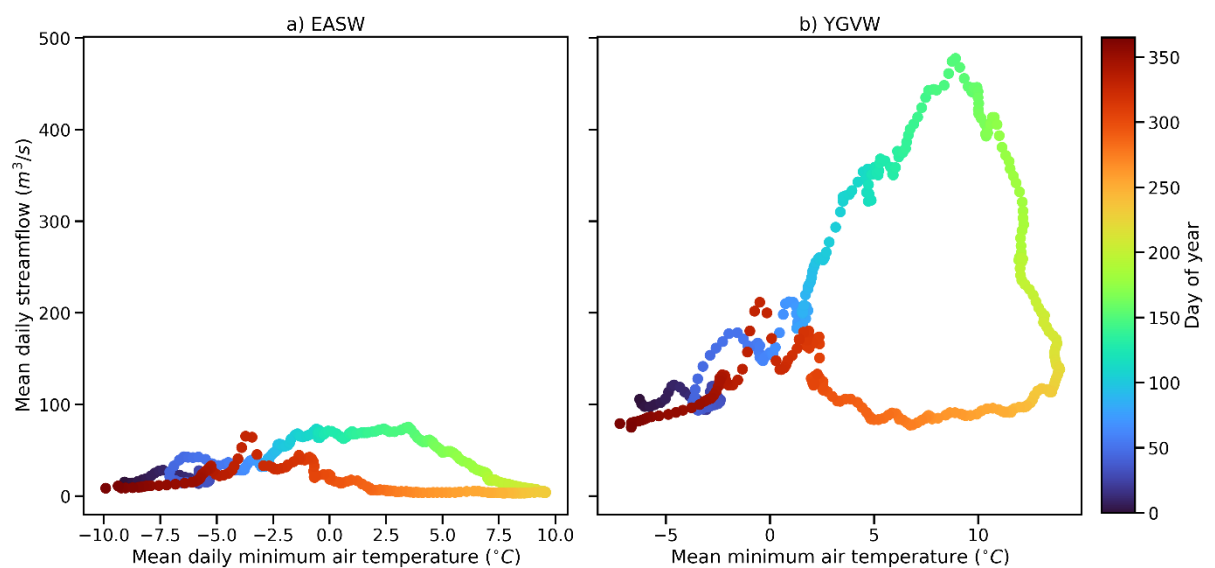 a) EASW
b) YGVW
500
400
300
200
100
0
Mean daily streamflow (m³/s)
−10.0 −7.5 −5.0 −2.5 0.0 2.5 5.0 7.5 10.0
Mean daily minimum air temperature (°C)
−5 0 5 10
Mean minimum air temperature (°C)
350
300
250
200
150
100
50
0
Day of year